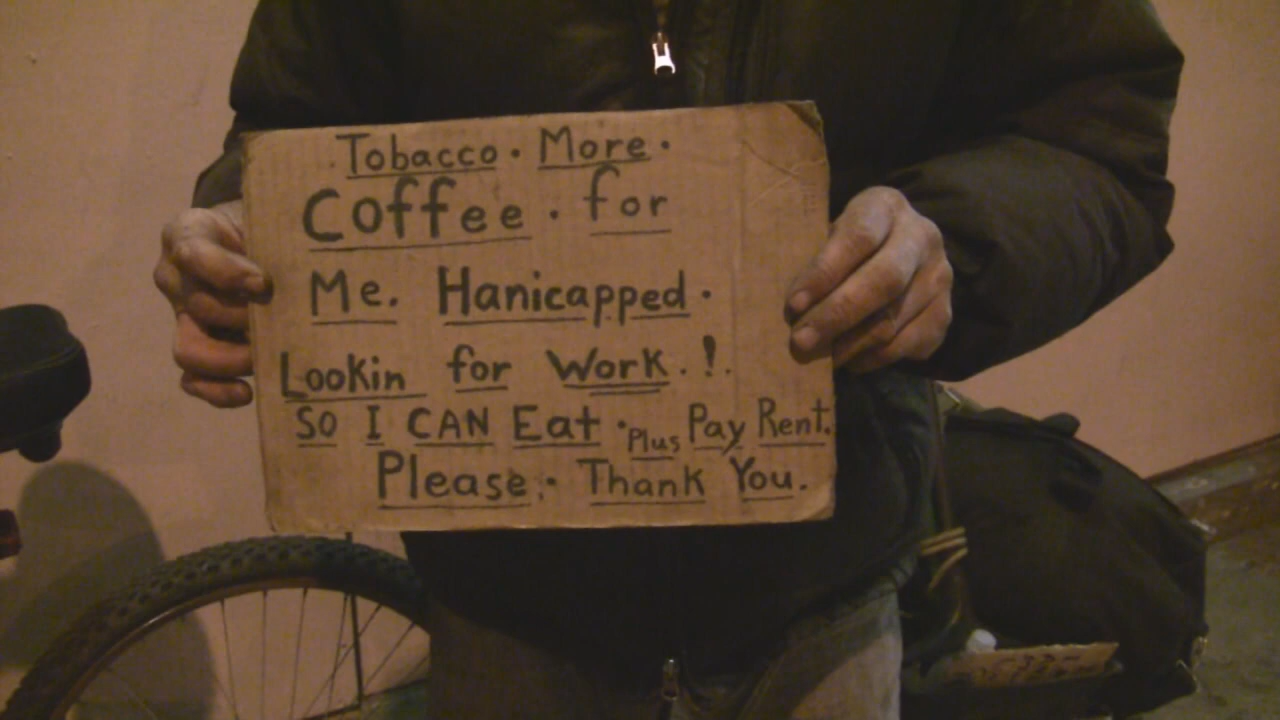 Tobacco · More ·
Coffee · for
Me. Hanicapped ·
Lookin for Work . ! .
SO I CAN Eat · Plus Pay Rent.
Please. · Thank You.